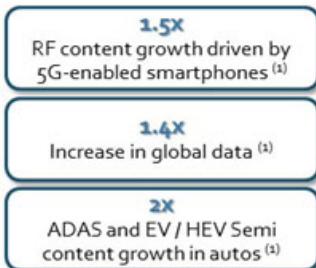 1.5x
RF content growth driven by
5G-enabled smartphones (1)
1.4x
Increase in global data (1)
2x
ADAS and EV / HEV Semi
content growth in autos (1)